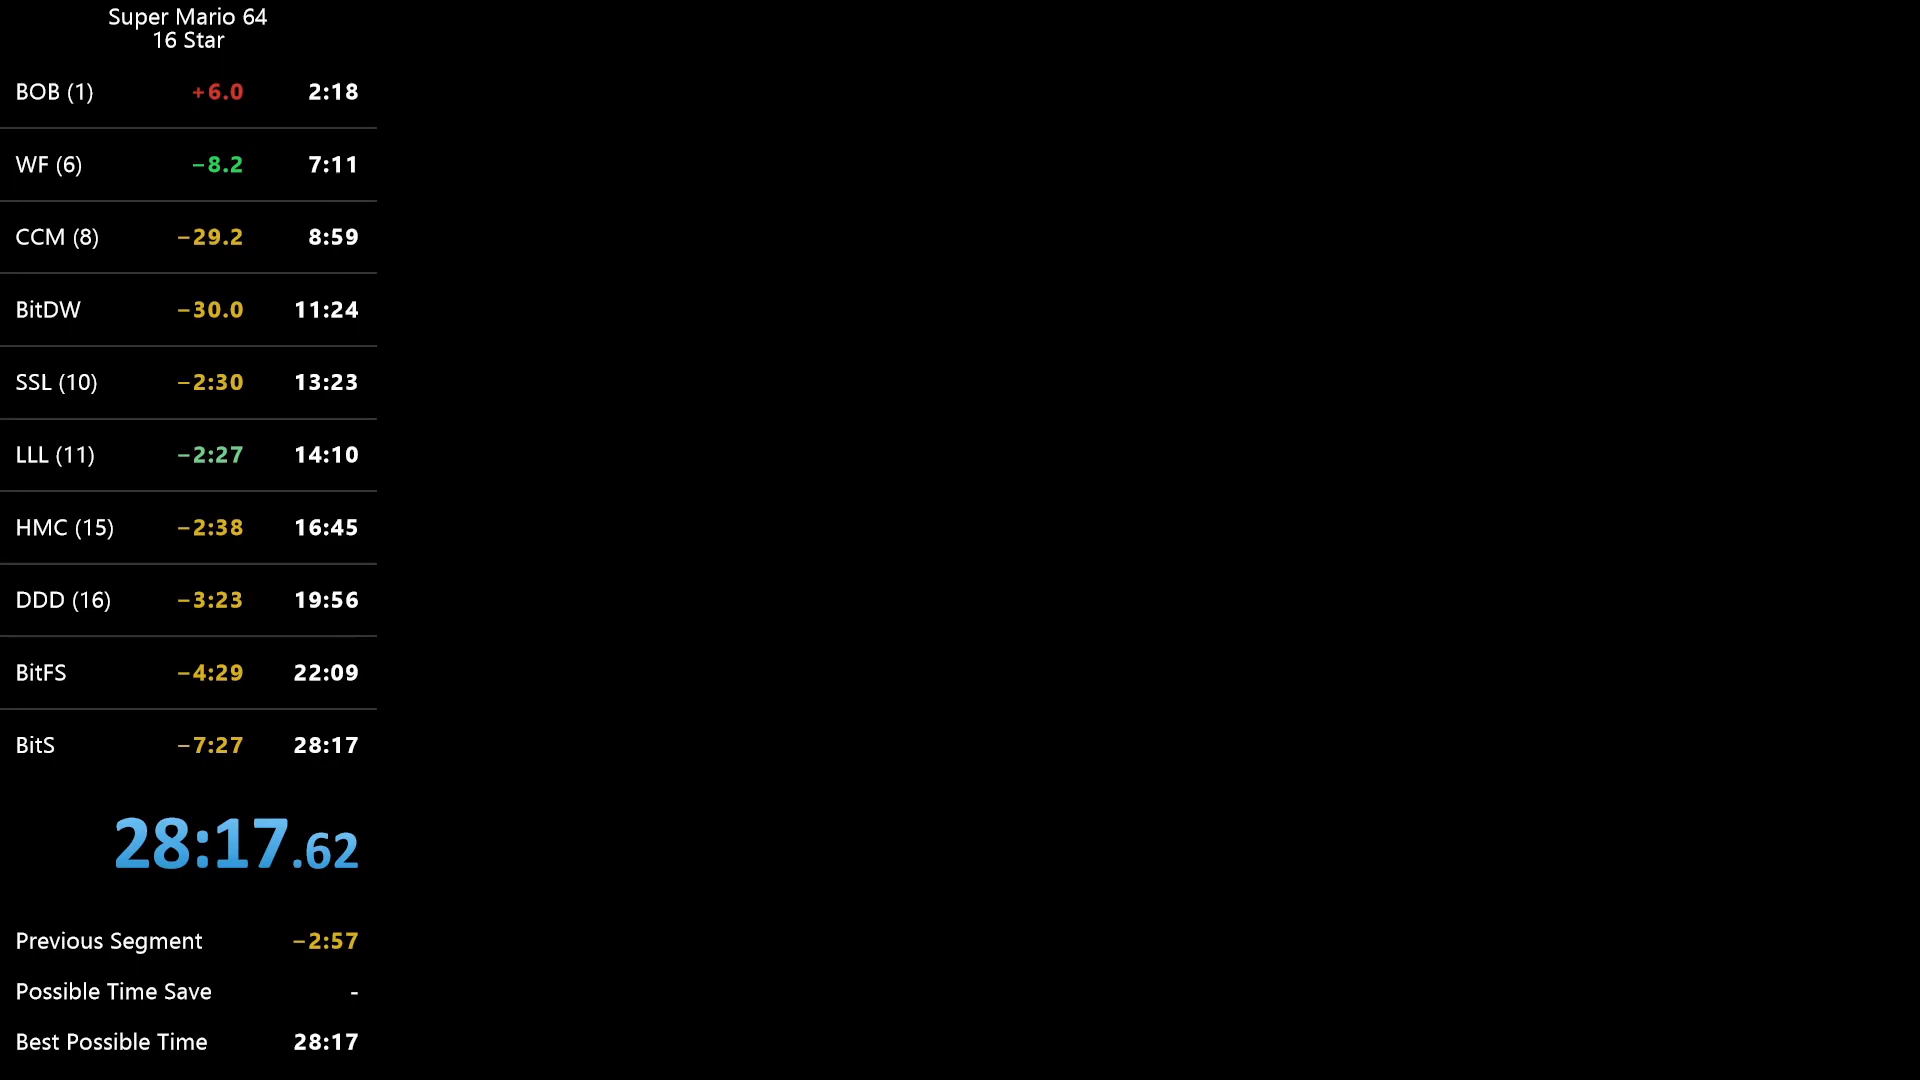 Super Mario 64
16 Star
BOB (1) +6.0 2:18
WF (6) −8.2 7:11
CCM (8) −29.2 8:59
BitDW −30.0 11:24
SSL (10) −2:30 13:23
LLL (11) −2:27 14:10
HMC (15) −2:38 16:45
DDD (16) −3:23 19:56
BitFS −4:29 22:09
BitS −7:27 28:17
28:17.62
Previous Segment −2:57
Possible Time Save -
Best Possible Time 28:17